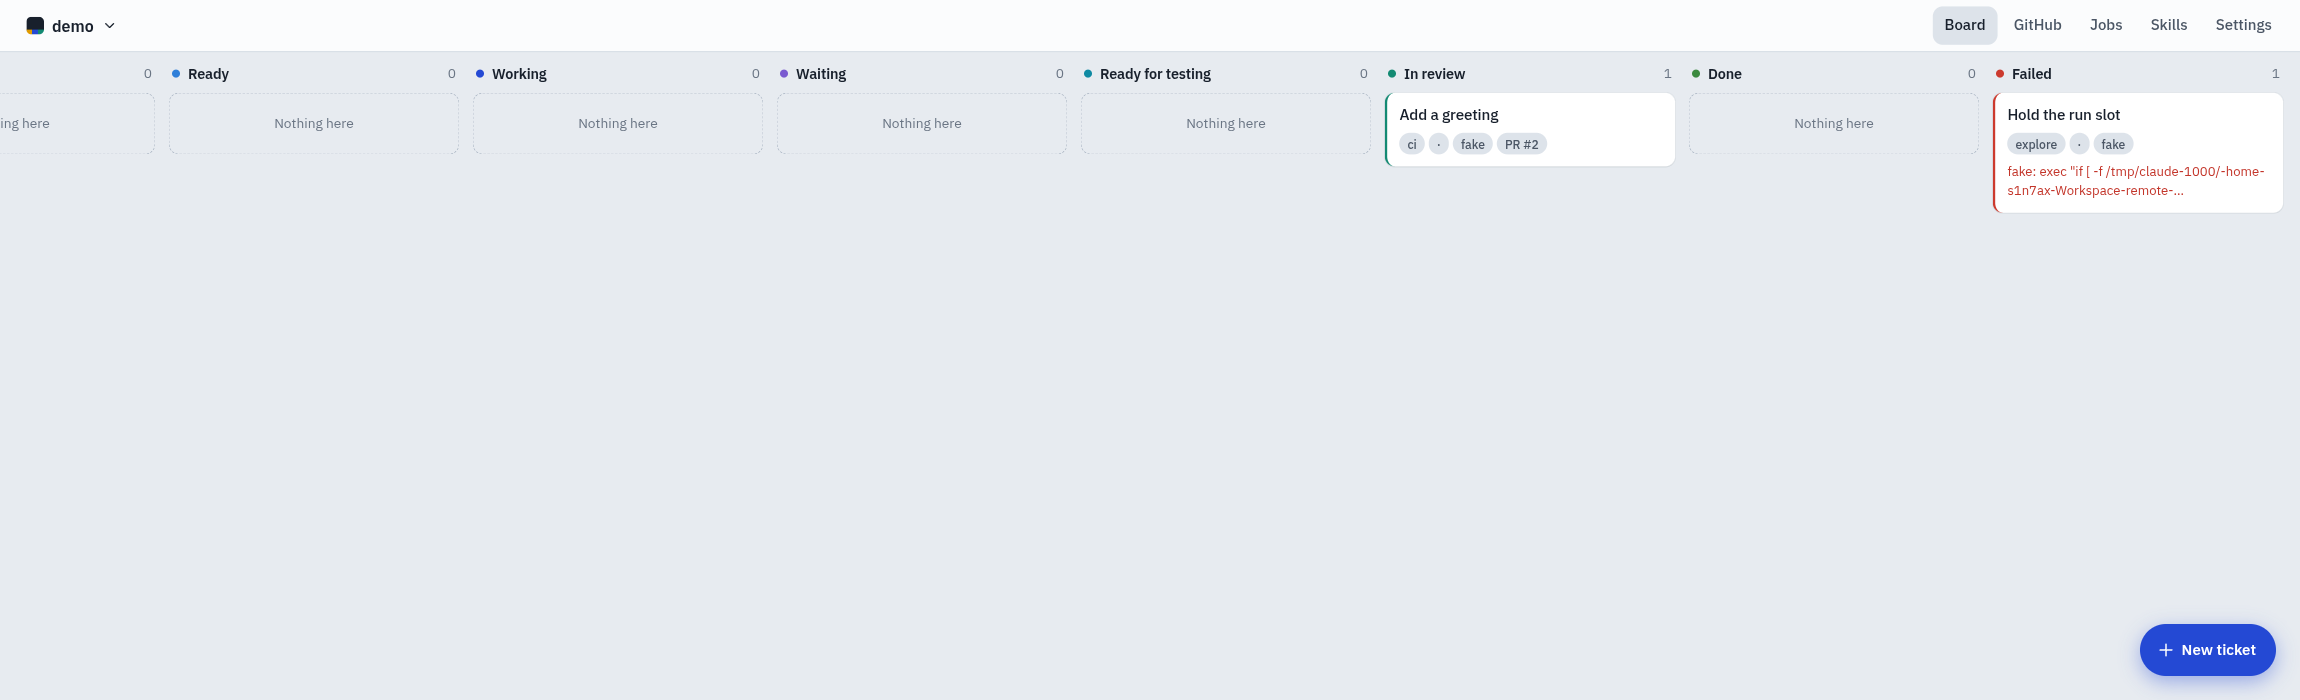 demo
Board
GitHub
Jobs
Skills
Settings
0
Ready
0
Working
0
Waiting
0
Ready for testing
0
In review
1
Done
0
Failed
1
ing here
Nothing here
Nothing here
Nothing here
Nothing here
Add a greeting
ci
·
fake
PR #2
Nothing here
Hold the run slot
explore
·
fake
fake: exec "if [ -f /tmp/claude-1000/-home-
s1n7ax-Workspace-remote-…
+ New ticket